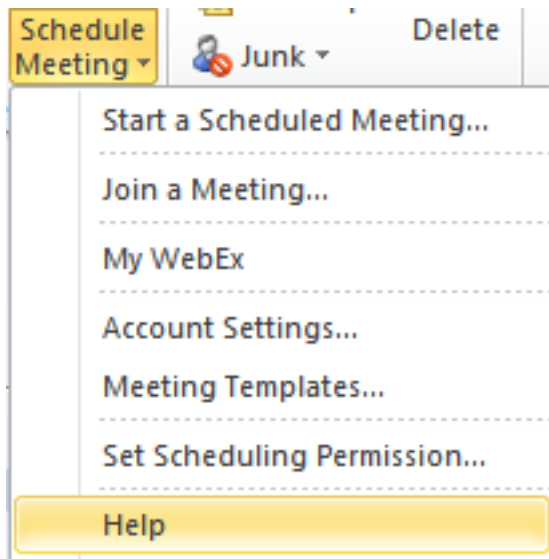 Schedule
Meeting
Junk
Delete
Start a Scheduled Meeting...
Join a Meeting...
My WebEx
Account Settings...
Meeting Templates...
Set Scheduling Permission...
Help